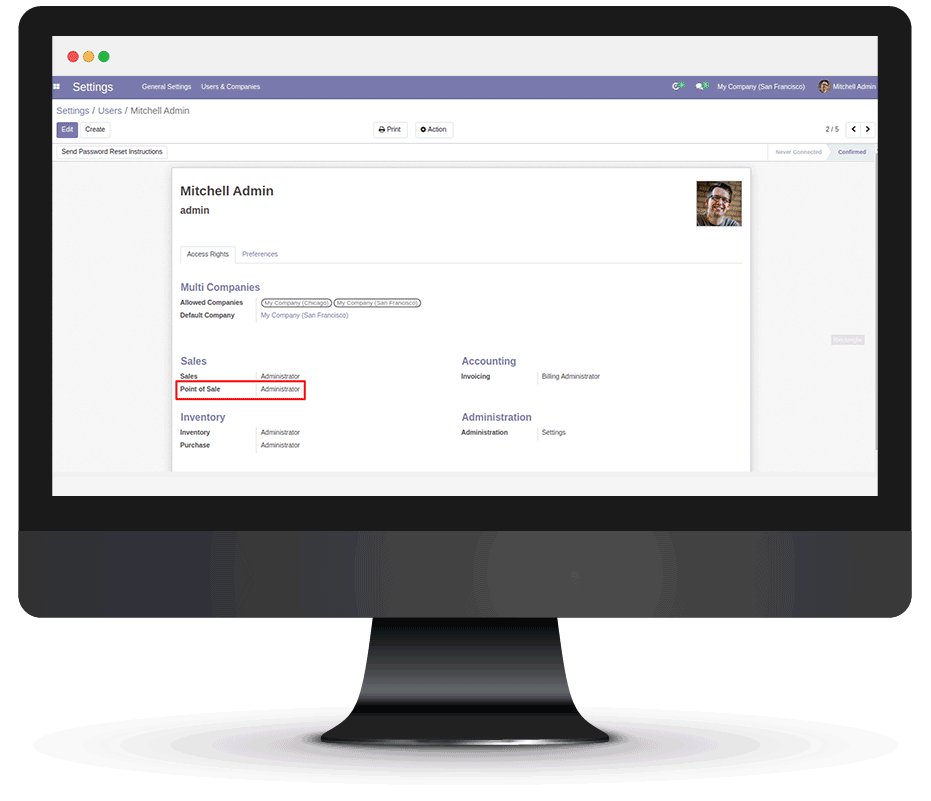 Settings General Settings Users & Companies My Company (San Francisco) Mitchell Admin
Settings / Users / Mitchell Admin
Edit Create Print Action 2 / 5
Send Password Reset Instructions Never Connected Confirmed
Mitchell Admin
admin
Access Rights Preferences
Multi Companies
Allowed Companies My Company (Chicago) My Company (San Francisco)
Default Company My Company (San Francisco)
Sales Accounting
Sales Administrator Invoicing Billing Administrator
Point of Sale Administrator
Inventory Administration
Inventory Administrator Administration Settings
Purchase Administrator